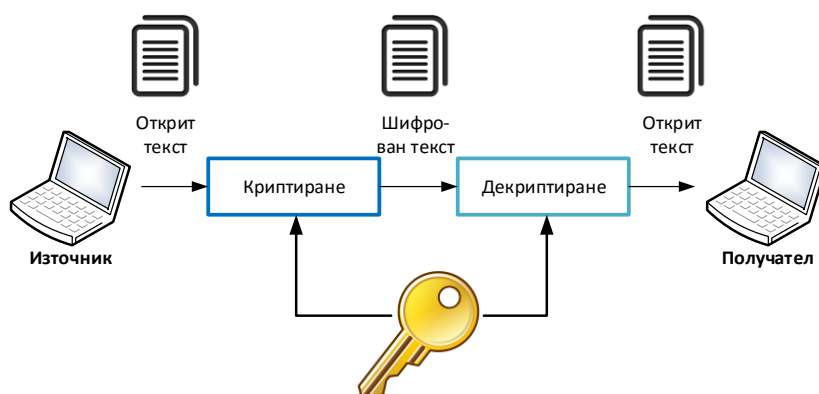 Открит
текст
Шифро-
ван текст
Открит
текст
Криптиране
Декриптиране
Източник
Получател